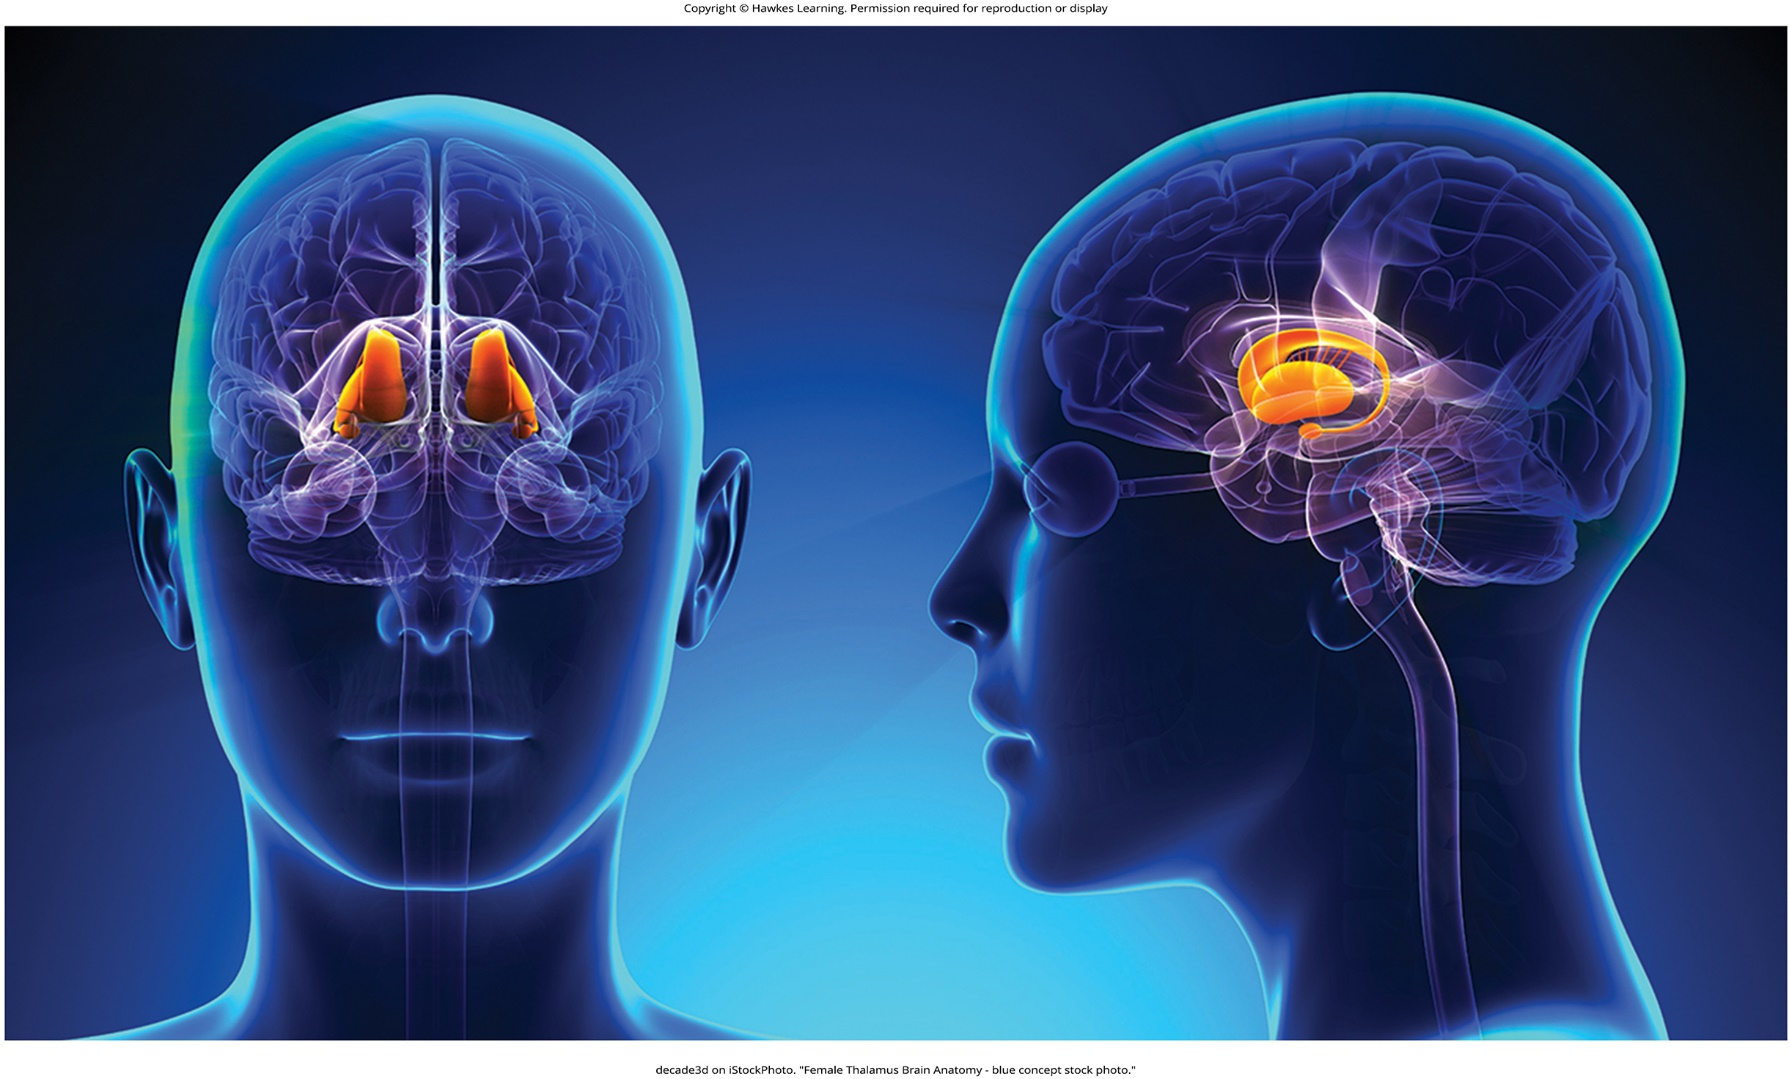 Copyright © Hawkes Learning. Permission required for reproduction or display
decade3d on iStockPhoto. "Female Thalamus Brain Anatomy - blue concept stock photo."